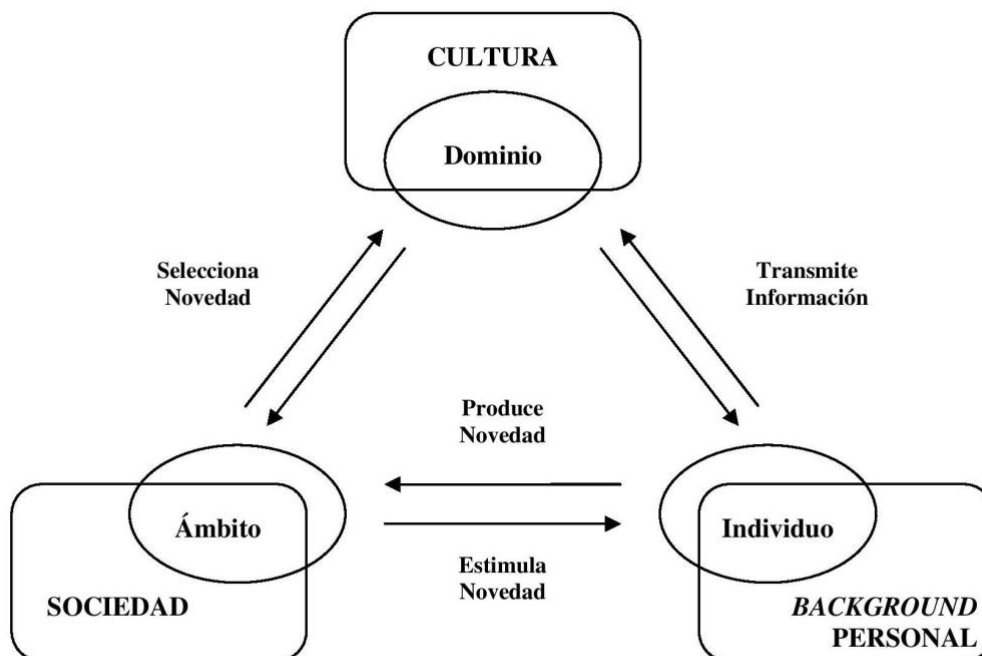 CULTURA
Dominio
Selecciona
Novedad
Transmite
Información
Produce
Novedad
Ámbito
Individuo
Estimula
Novedad
SOCIEDAD
BACKGROUND
PERSONAL